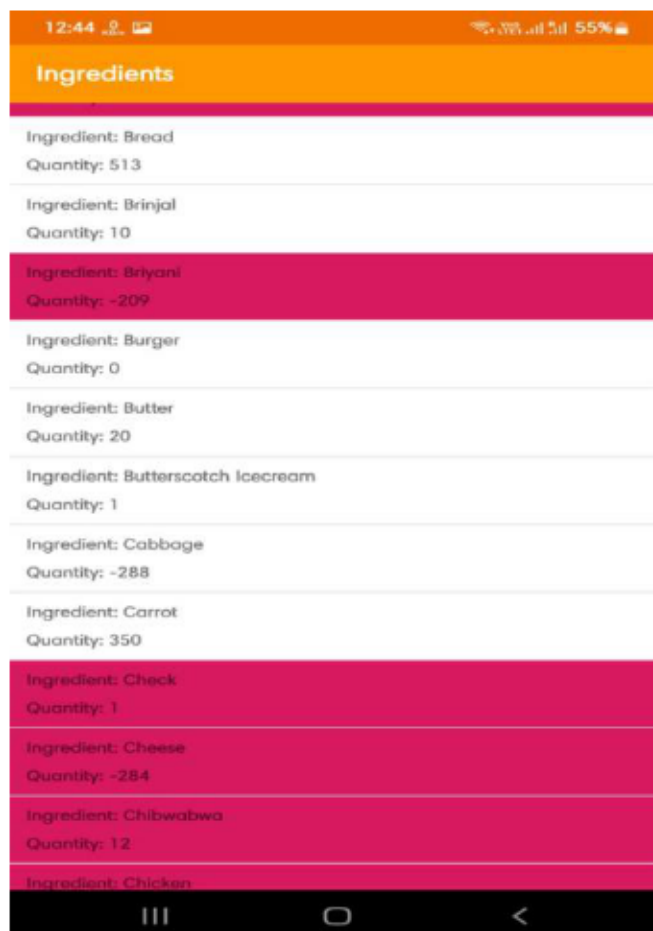 12:44 55%
Ingredients
Ingredient: Bread
Quantity: 513
Ingredient: Brinjal
Quantity: 10
Ingredient: Briyani
Quantity: -209
Ingredient: Burger
Quantity: 0
Ingredient: Butter
Quantity: 20
Ingredient: Butterscotch Icecream
Quantity: 1
Ingredient: Cabbage
Quantity: -288
Ingredient: Carrot
Quantity: 350
Ingredient: Check
Quantity: 1
Ingredient: Cheese
Quantity: -284
Ingredient: Chibwabwa
Quantity: 12
Ingredient: Chicken